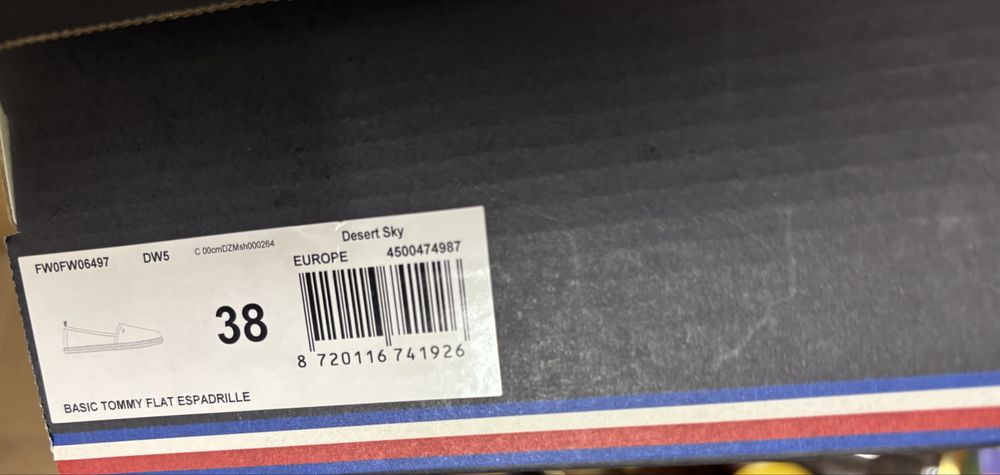 Desert Sky
FW0FW06497 DW5 C 00cmDZMsh000264 EUROPE 4500474987
38
8 720116 741926
BASIC TOMMY FLAT ESPADRILLE